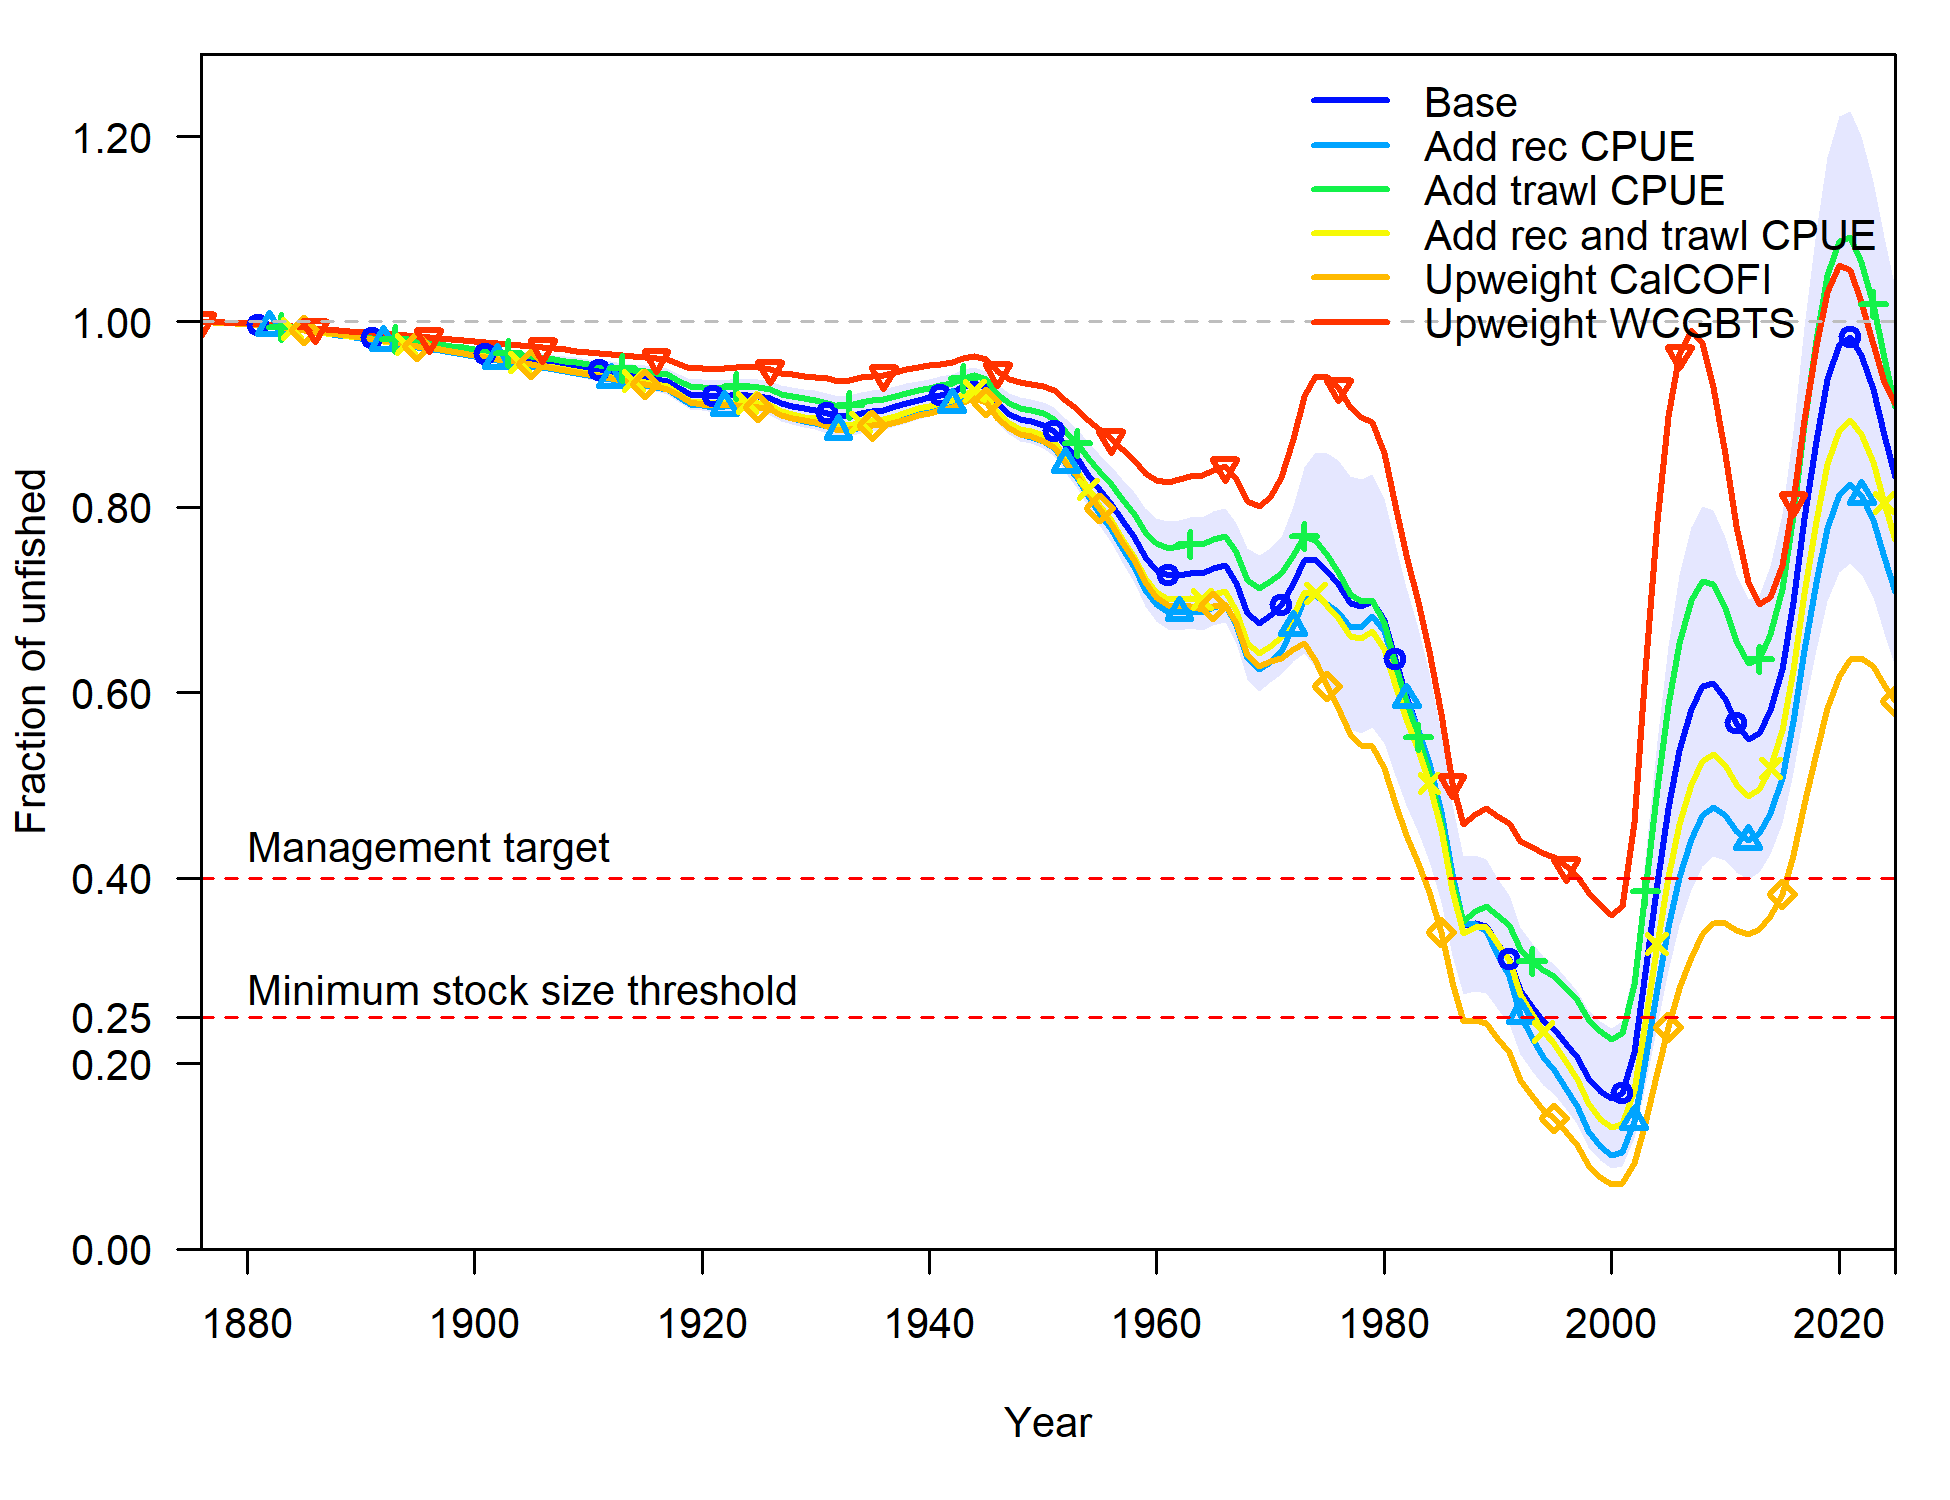 Base
Add rec CPUE
Add trawl CPUE
Add rec and trawl CPUE
Upweight CalCOFI
Upweight WCGBTS
1.20
1.00
0.80
0.60
0.40
0.25
0.20
0.00
Fraction of unfished
Management target
Minimum stock size threshold
1880 1900 1920 1940 1960 1980 2000 2020
Year